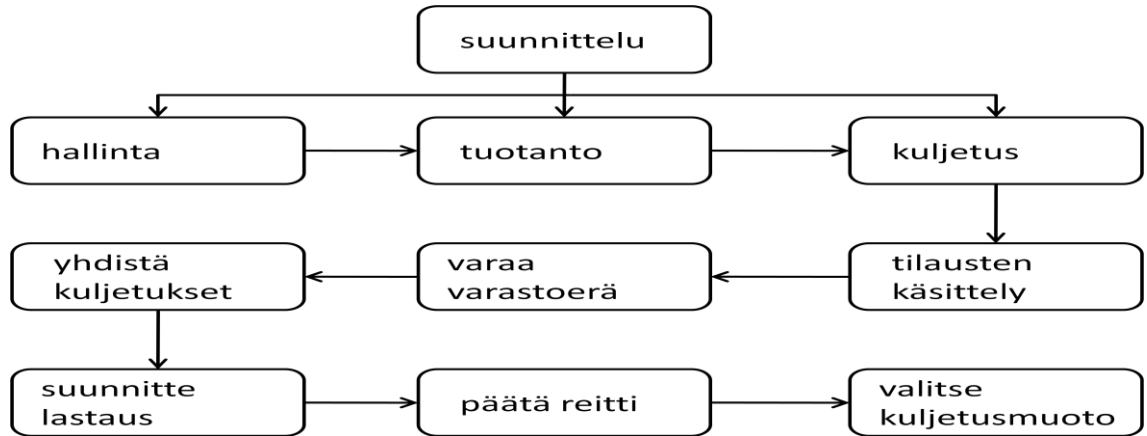 suunnittelu
hallinta
tuotanto
kuljetus
yhdistä
kuljetukset
varaa
varastoerä
tilausten
käsittely
suunnitte
lastaus
päätä reitti
valitse
kuljetusmuoto